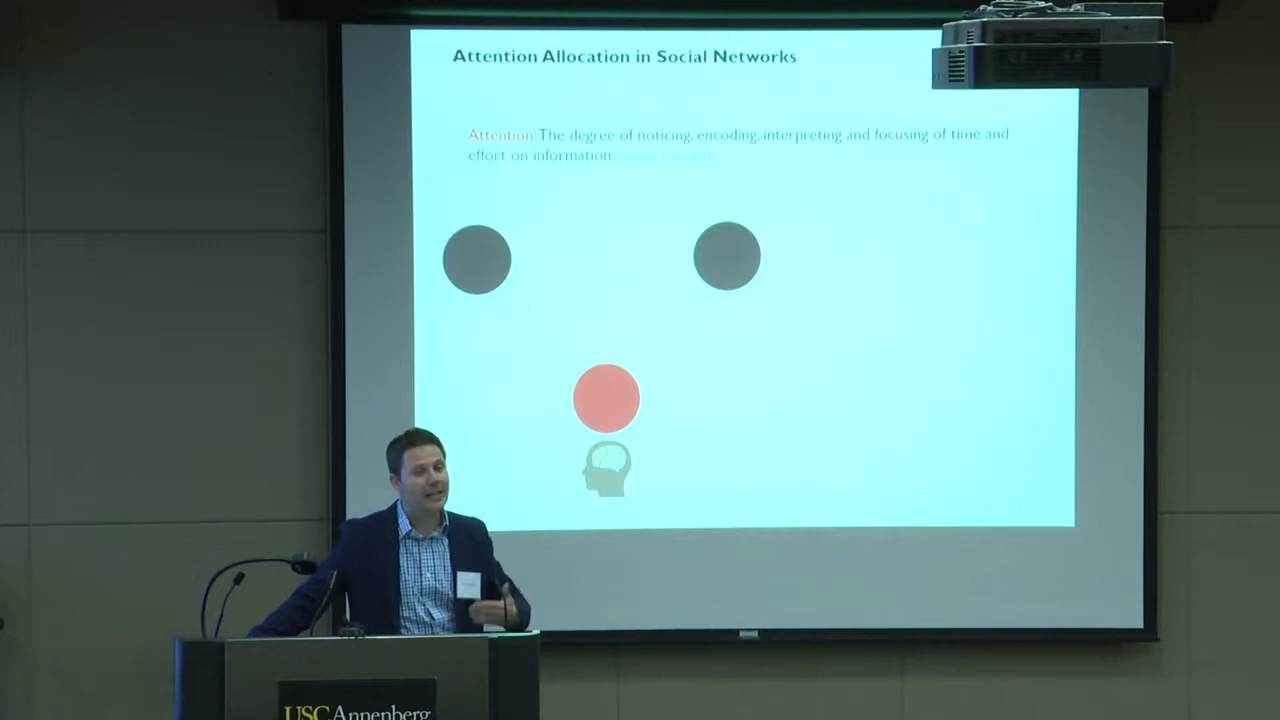 Attention Allocation in Social Networks
Attention: The degree of noticing, encoding, interpreting and focusing of time and
effort on information
USC Annenberg